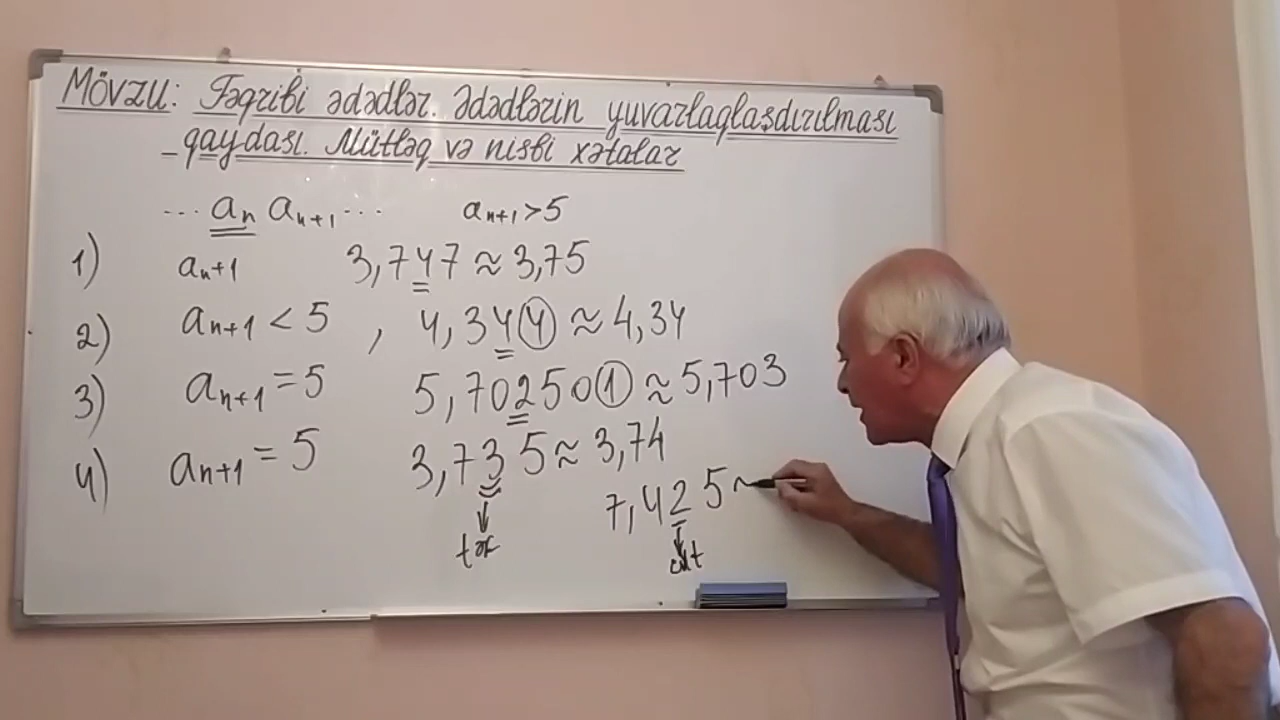 MÖVZU: Təqribi ədədlər. Ədədlərin yuvarlaqlaşdırılması
qaydası. Mütləq və nisbi xətalar
... aₙ aₙ₊₁ ... aₙ₊₁ > 5
1) aₙ₊₁ 3,747 ≈ 3,75
2) aₙ₊₁ < 5 , 4,344 ≈ 4,34
3) aₙ₊₁ = 5 5,702501 ≈ 5,703
4) aₙ₊₁ = 5 3,735 ≈ 3,74
7,425 ~
tək
cüt